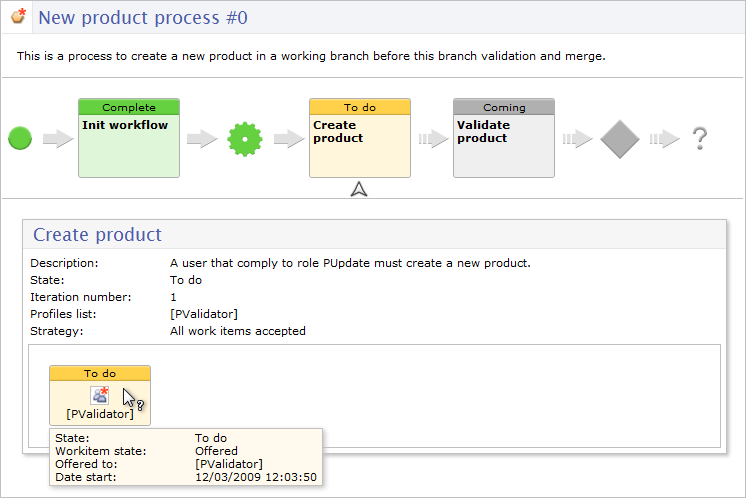 New product process #0
This is a process to create a new product in a working branch before this branch validation and merge.
Complete
Init workflow
To do
Create
product
Coming
Validate
product
?
Create product
Description: A user that comply to role PUpdate must create a new product.
State: To do
Iteration number: 1
Profiles list: [PValidator]
Strategy: All work items accepted
To do
?
[PValidator]
State: To do
Workitem state: Offered
Offered to: [PValidator]
Date start: 12/03/2009 12:03:50